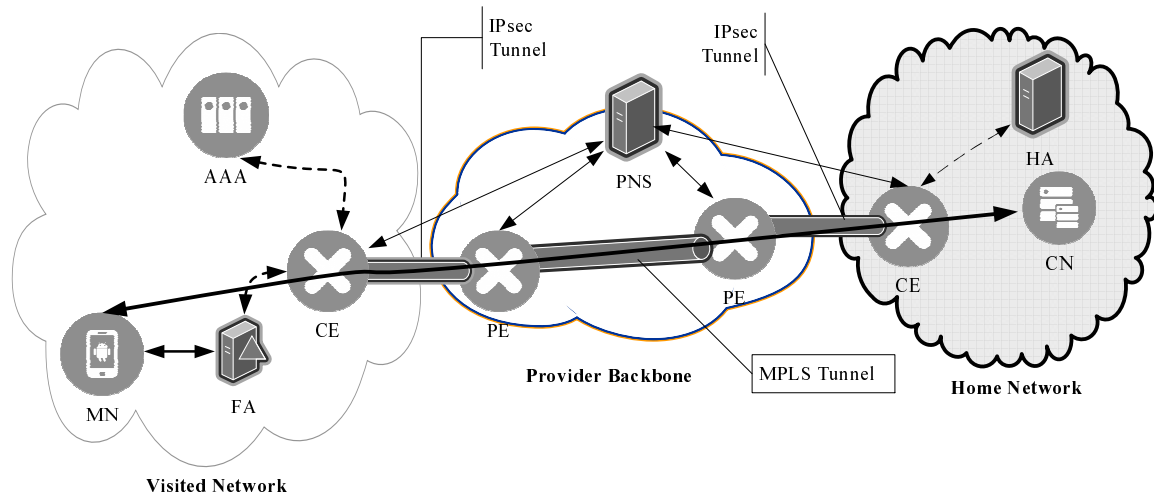 IPsec
Tunnel
IPsec
Tunnel
AAA
PNS
HA
CN
CE
PE
PE
CE
MN
FA
MPLS Tunnel
Provider Backbone
Home Network
Visited Network